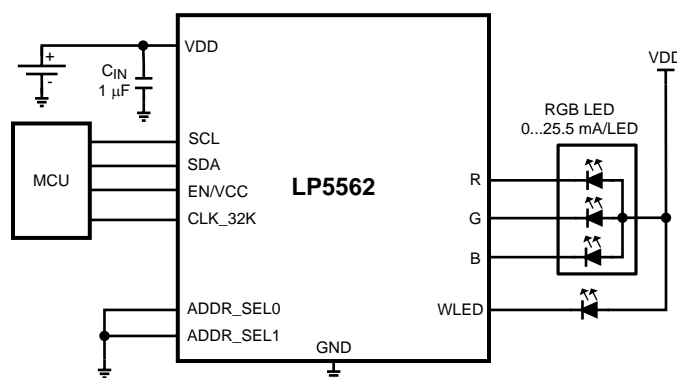 VDD
+
-
CIN
1 μF
VDD
RGB LED
0...25.5 mA/LED
MCU
SCL
SDA
EN/VCC
CLK_32K
LP5562
R
G
B
WLED
ADDR_SEL0
ADDR_SEL1
GND